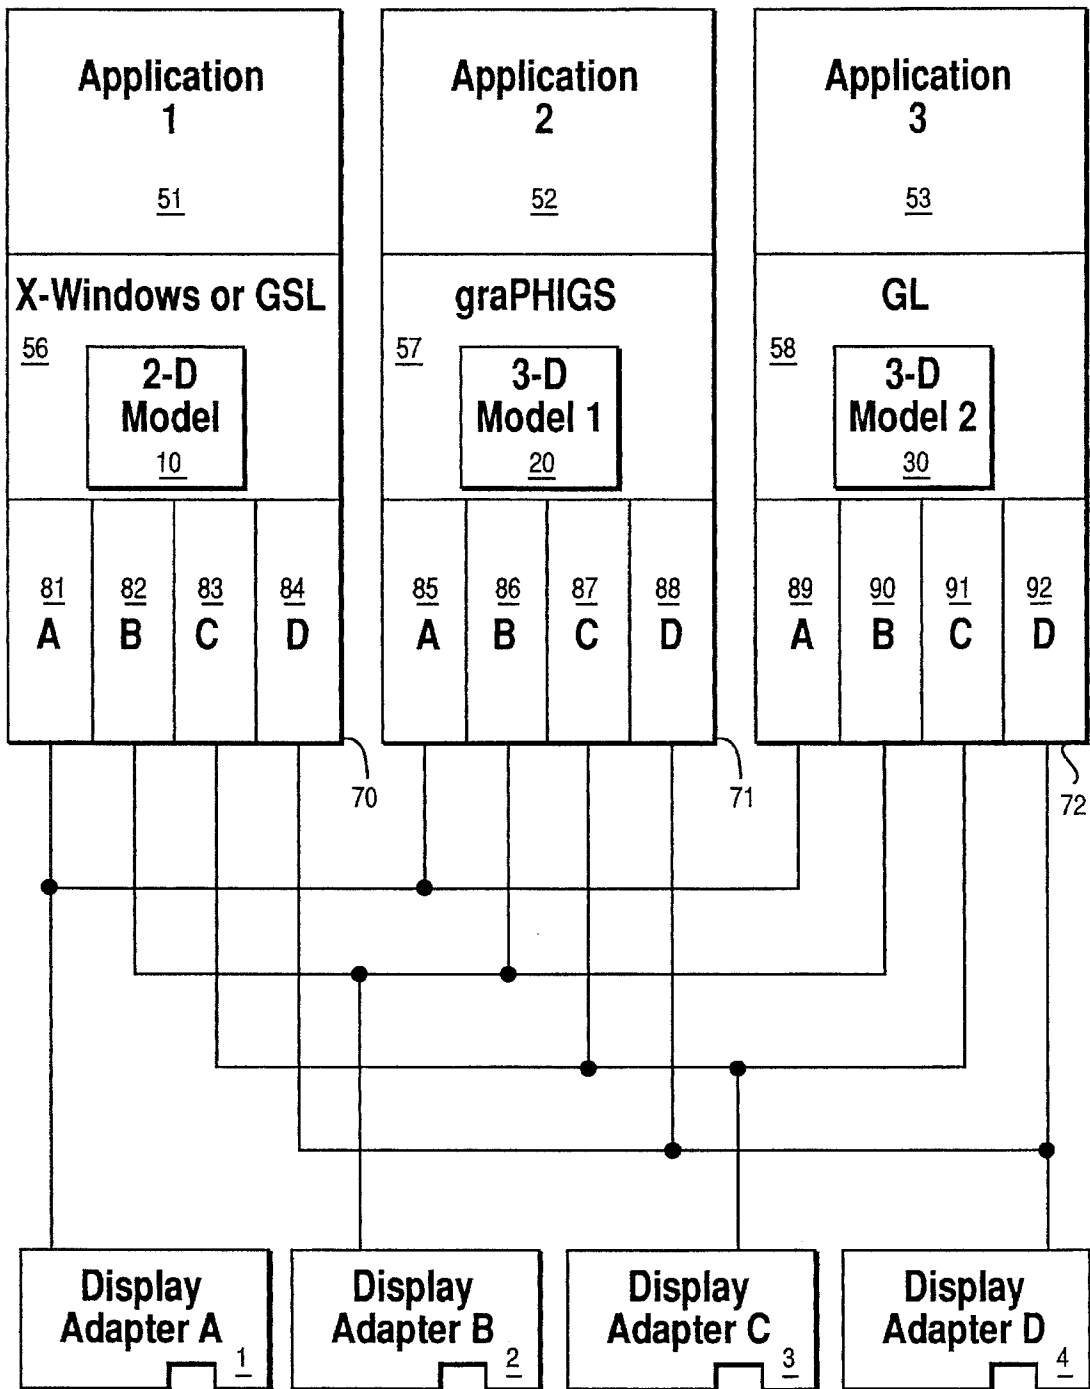 Application
1
51
X-Windows or GSL
56
2-D
Model
10
81
A
82
B
83
C
84
D
70
Application
2
52
graPHIGS
57
3-D
Model 1
20
85
A
86
B
87
C
88
D
71
Application
3
53
GL
58
3-D
Model 2
30
89
A
90
B
91
C
92
D
72
Display
Adapter A
1
Display
Adapter B
2
Display
Adapter C
3
Display
Adapter D
4